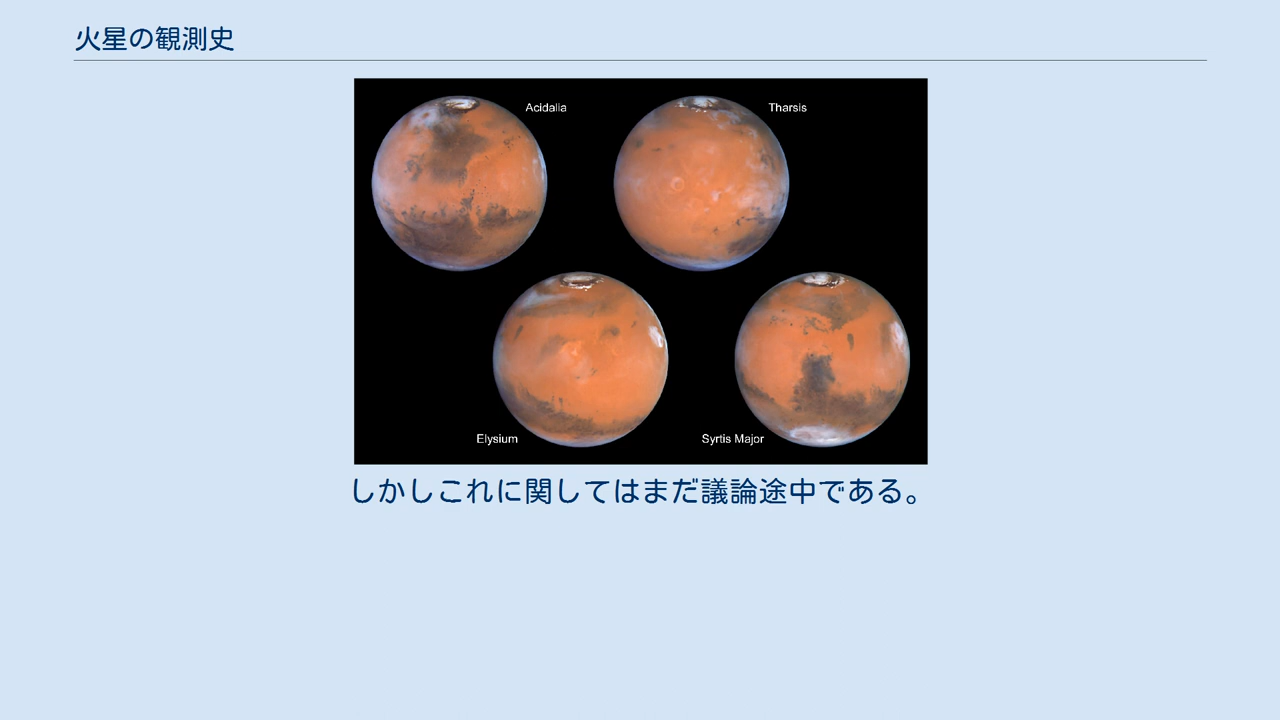 火星の観測史
Acidalia
Tharsis
Elysium
Syrtis Major
しかしこれに関してはまだ議論途中である。